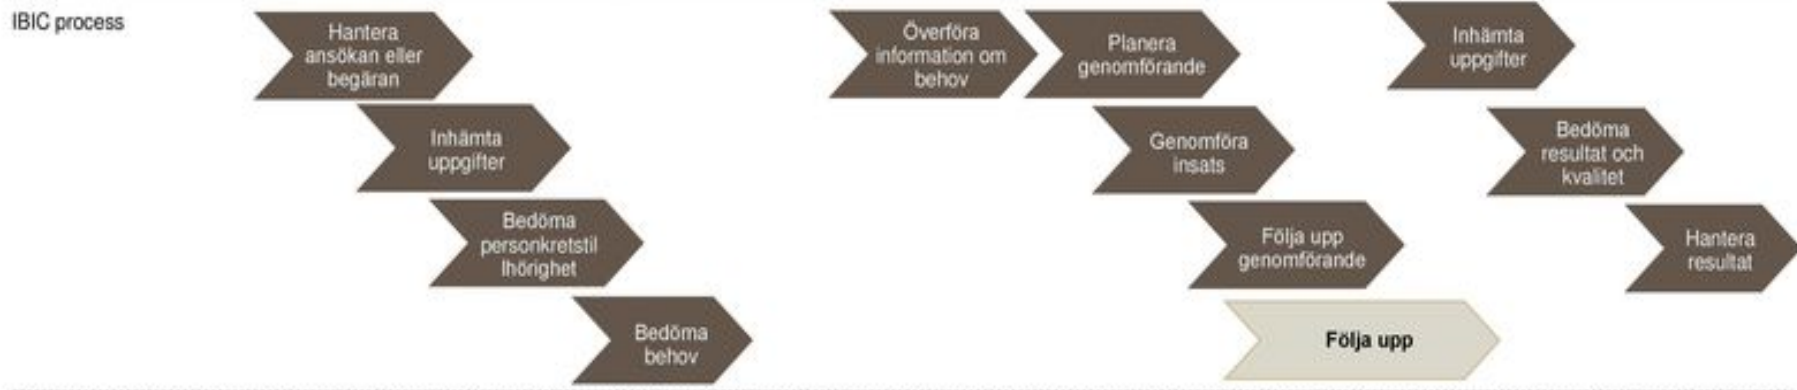 IBIC process
Hantera
ansökan eller
begäran
Inhämta
uppgifter
Bedöma
personkretstil
lhörighet
Bedöma
behov
Överföra
information om
behov
Planera
genomförande
Genomföra
insats
Följa upp
genomförande
Följa upp
Inhämta
uppgifter
Bedöma
resultat och
kvalitet
Hantera
resultat